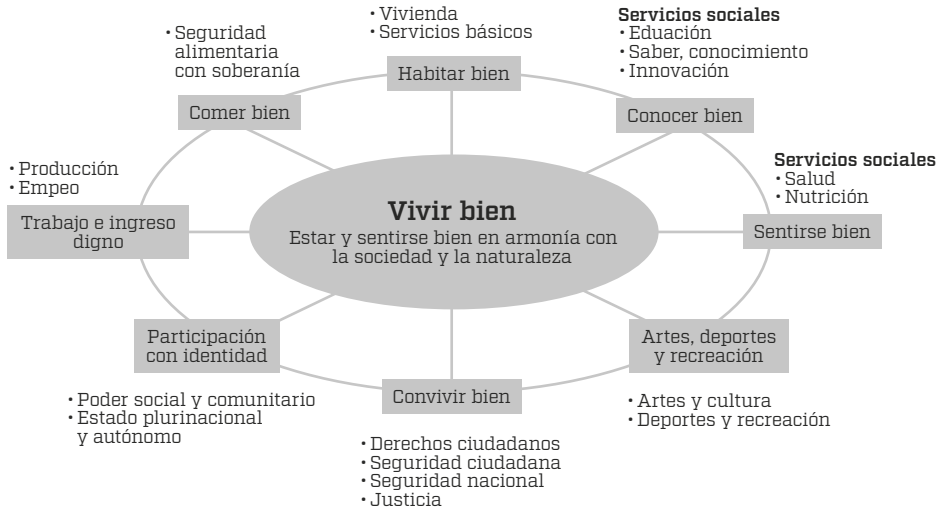 • Vivienda
• Servicios básicos
Habitar bien
Servicios sociales
• Eduación
• Saber, conocimiento
• Innovación
Conocer bien
• Seguridad
alimentaria
con soberanía
Comer bien
Servicios sociales
• Salud
• Nutrición
Sentirse bien
• Producción
• Empeo
Trabajo e ingreso
digno
Vivir bien
Estar y sentirse bien en armonía con
la sociedad y la naturaleza
Participación
con identidad
• Poder social y comunitario
• Estado plurinacional
y autónomo
Convivir bien
• Derechos ciudadanos
• Seguridad ciudadana
• Seguridad nacional
• Justicia
Artes, deportes
y recreación
• Artes y cultura
• Deportes y recreación